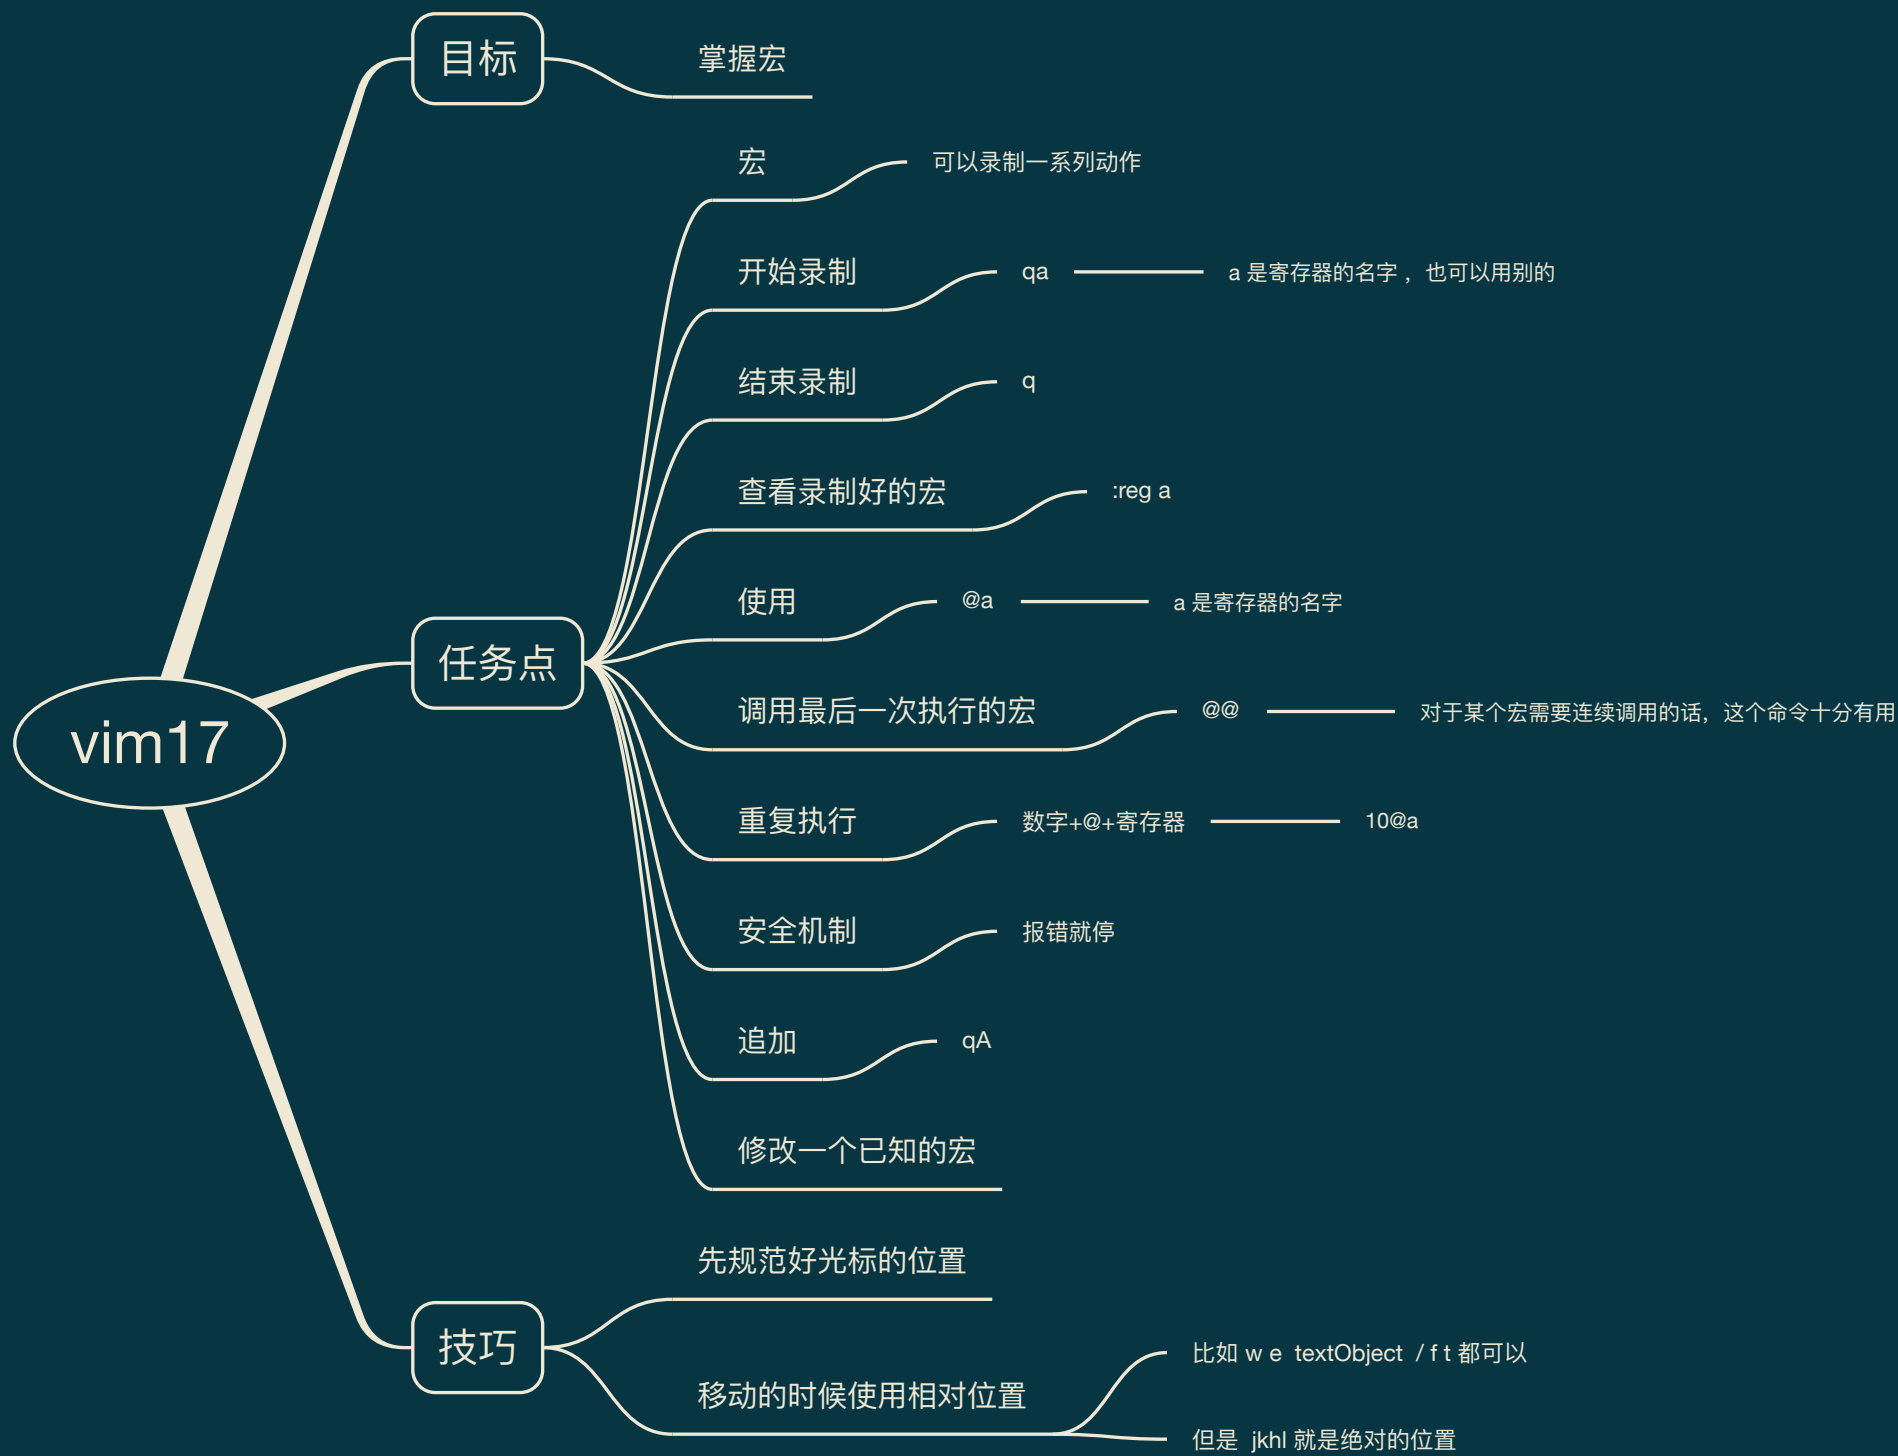 vim17
目标
掌握宏
任务点
宏
可以录制一系列动作
开始录制
qa
a 是寄存器的名字 ，也可以用别的
结束录制
q
查看录制好的宏
:reg a
使用
@a
a 是寄存器的名字
调用最后一次执行的宏
@@
对于某个宏需要连续调用的话，这个命令十分有用
重复执行
数字+@+寄存器
10@a
安全机制
报错就停
追加
qA
修改一个已知的宏
技巧
先规范好光标的位置
移动的时候使用相对位置
比如 w e  textObject  / f t 都可以
但是  jkhl 就是绝对的位置